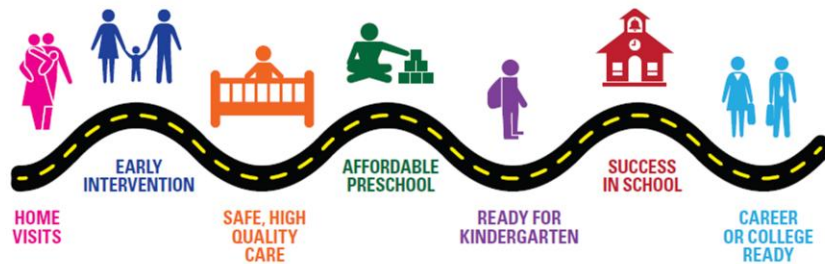 HOME
VISITS
EARLY
INTERVENTION
SAFE, HIGH
QUALITY
CARE
AFFORDABLE
PRESCHOOL
READY FOR
KINDERGARTEN
SUCCESS
IN SCHOOL
CAREER
OR COLLEGE
READY